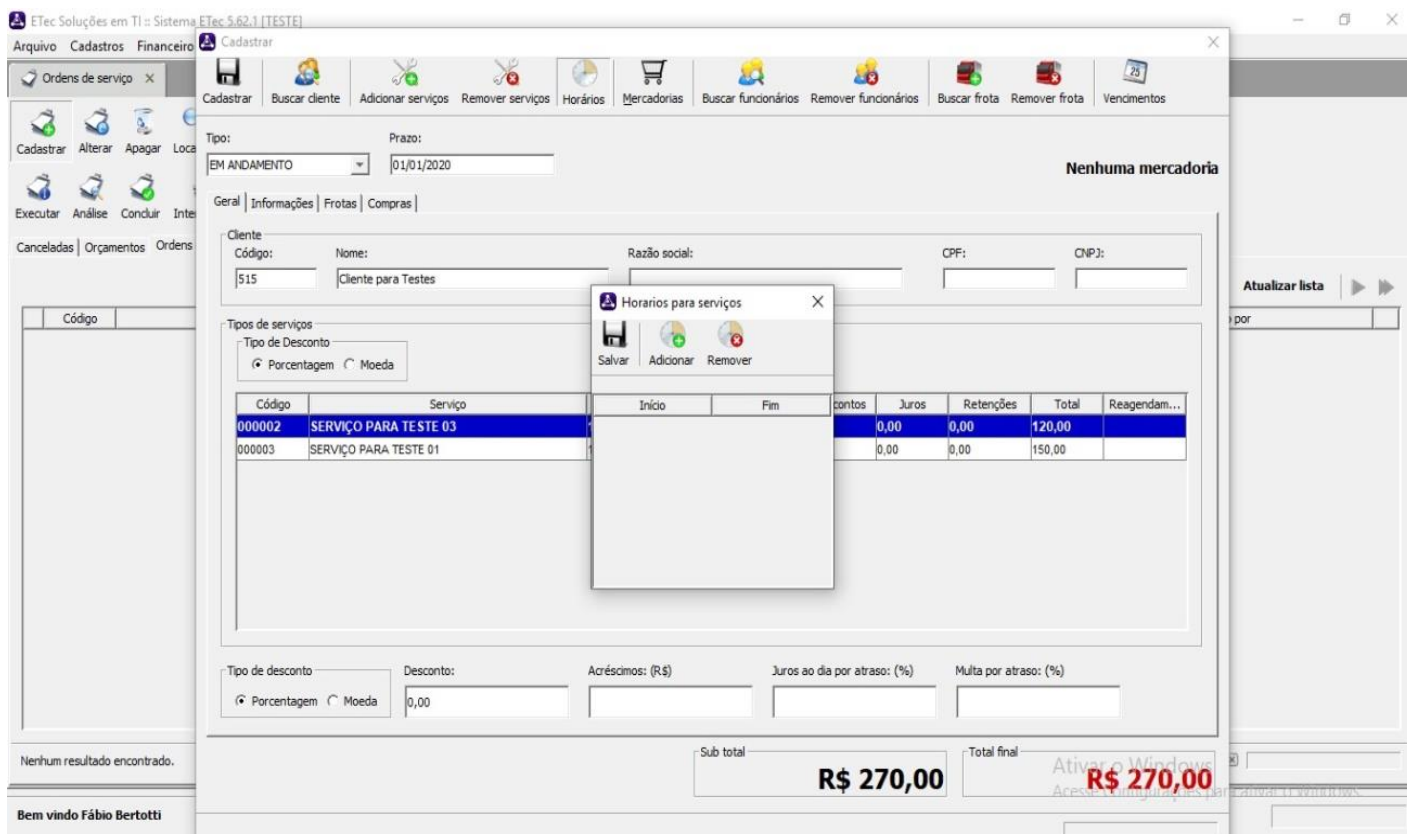 ETec Soluções em TI :: Sistema ETec 5.62.1 [TESTE]
Arquivo Cadastros Financeiro
Cadastrar
Ordens de serviço
Cadastrar Buscar cliente Adicionar serviços Remover serviços Horários Mercadorias Buscar funcionários Remover funcionários Buscar frota Remover frota Vencimentos
Cadastrar Alterar Apagar Loca
Tipo: Prazo:
EM ANDAMENTO 01/01/2020
Nenhuma mercadoria
Executar Análise Concluir Inte
Geral Informações Frotas Compras
Canceladas Orçamentos Ordens
Cliente
Código: Nome: Razão social: CPF: CNPJ:
515 Cliente para Testes
Atualizar lista
Horarios para serviços
Código
por
Tipos de serviços
Tipo de Desconto
Porcentagem Moeda
Salvar Adicionar Remover
Início Fim
Código Serviço contos Juros Retenções Total Reagendam...
000002 SERVIÇO PARA TESTE 03 0,00 0,00 120,00
000003 SERVIÇO PARA TESTE 01 0,00 0,00 150,00
Tipo de desconto Desconto: Acréscimos: (R$) Juros ao dia por atraso: (%) Multa por atraso: (%)
Porcentagem Moeda 0,00
Sub total Total final
R$ 270,00 R$ 270,00
Ativar o Windows
Nenhum resultado encontrado.
Bem vindo Fábio Bertotti